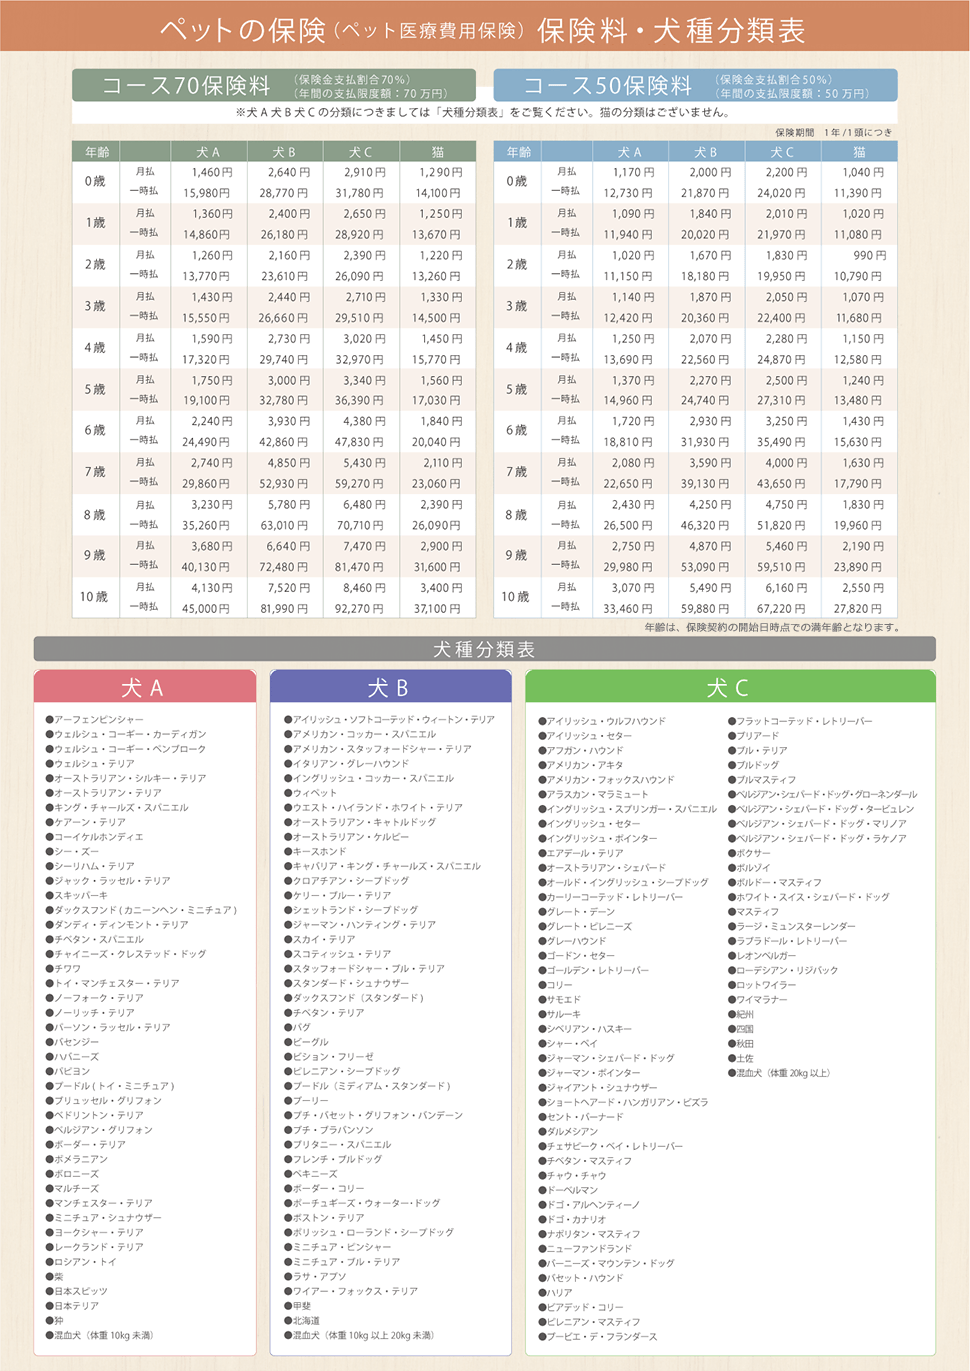 ペットの保険（ペット医療費用保険）保険料・犬種分類表
コース70保険料（保険金支払割合70%）（年間の支払限度額：70万円）
コース50保険料（保険金支払割合50%）（年間の支払限度額：50万円）
※犬A犬B犬Cの分類につきましては「犬種分類表」をご覧ください。猫の分類はございません。
保険期間 1年/1頭につき
年齢 犬A 犬B 犬C 猫
0歳 月払 1,460円 2,640円 2,910円 1,290円
一時払 15,980円 28,770円 31,780円 14,100円
1歳 月払 1,360円 2,400円 2,650円 1,250円
一時払 14,860円 26,180円 28,920円 13,670円
2歳 月払 1,260円 2,160円 2,390円 1,220円
一時払 13,770円 23,610円 26,090円 13,260円
3歳 月払 1,430円 2,440円 2,710円 1,330円
一時払 15,550円 26,660円 29,510円 14,500円
4歳 月払 1,590円 2,730円 3,020円 1,450円
一時払 17,320円 29,740円 32,970円 15,770円
5歳 月払 1,750円 3,000円 3,340円 1,560円
一時払 19,100円 32,780円 36,390円 17,030円
6歳 月払 2,240円 3,930円 4,380円 1,840円
一時払 24,490円 42,860円 47,830円 20,040円
7歳 月払 2,740円 4,850円 5,430円 2,110円
一時払 29,860円 52,930円 59,270円 23,060円
8歳 月払 3,230円 5,780円 6,480円 2,390円
一時払 35,260円 63,010円 70,710円 26,090円
9歳 月払 3,680円 6,640円 7,470円 2,900円
一時払 40,130円 72,480円 81,470円 31,600円
10歳 月払 4,130円 7,520円 8,460円 3,400円
一時払 45,000円 81,990円 92,270円 37,100円
年齢 犬A 犬B 犬C 猫
0歳 月払 1,170円 2,000円 2,200円 1,040円
一時払 12,730円 21,870円 24,020円 11,390円
1歳 月払 1,090円 1,840円 2,010円 1,020円
一時払 11,940円 20,020円 21,970円 11,080円
2歳 月払 1,020円 1,670円 1,830円 990円
一時払 11,150円 18,180円 19,950円 10,790円
3歳 月払 1,140円 1,870円 2,050円 1,070円
一時払 12,420円 20,360円 22,400円 11,680円
4歳 月払 1,250円 2,070円 2,280円 1,150円
一時払 13,690円 22,560円 24,870円 12,580円
5歳 月払 1,370円 2,270円 2,500円 1,240円
一時払 14,960円 24,740円 27,310円 13,480円
6歳 月払 1,720円 2,930円 3,250円 1,430円
一時払 18,810円 31,930円 35,490円 15,630円
7歳 月払 2,080円 3,590円 4,000円 1,630円
一時払 22,650円 39,130円 43,650円 17,790円
8歳 月払 2,430円 4,250円 4,750円 1,830円
一時払 26,500円 46,320円 51,820円 19,960円
9歳 月払 2,750円 4,870円 5,460円 2,190円
一時払 29,980円 53,090円 59,510円 23,890円
10歳 月払 3,070円 5,490円 6,160円 2,550円
一時払 33,460円 59,880円 67,220円 27,820円
年齢は、保険契約の開始日時点での満年齢となります。
犬種分類表
犬A
●アーフェンピンシャー
●ウェルシュ・コーギー・カーディガン
●ウェルシュ・コーギー・ペンブローク
●ウェルシュ・テリア
●オーストラリアン・シルキー・テリア
●オーストラリアン・テリア
●キング・チャールズ・スパニエル
●ケアーン・テリア
●コーイケルホンディエ
●シー・ズー
●シーリハム・テリア
●ジャック・ラッセル・テリア
●スキッパーキ
●ダックスフンド(カニーンヘン・ミニチュア)
●ダンディ・ディンモント・テリア
●チベタン・スパニエル
●チャイニーズ・クレステッド・ドッグ
●チワワ
●トイ・マンチェスター・テリア
●ノーフォーク・テリア
●ノーリッチ・テリア
●パーソン・ラッセル・テリア
●バセンジー
●ハバニーズ
●パピヨン
●プードル(トイ・ミニチュア)
●ブリュッセル・グリフォン
●ベドリントン・テリア
●ベルジアン・グリフォン
●ボーダー・テリア
●ポメラニアン
●ボロニーズ
●マルチーズ
●マンチェスター・テリア
●ミニチュア・シュナウザー
●ヨークシャー・テリア
●レークランド・テリア
●ロシアン・トイ
●柴
●日本スピッツ
●日本テリア
●狆
●混血犬（体重10kg未満）
犬B
●アイリッシュ・ソフトコーテッド・ウィートン・テリア
●アメリカン・コッカー・スパニエル
●アメリカン・スタッフォードシャー・テリア
●イタリアン・グレーハウンド
●イングリッシュ・コッカー・スパニエル
●ウィペット
●ウエスト・ハイランド・ホワイト・テリア
●オーストラリアン・キャトルドッグ
●オーストラリアン・ケルピー
●キースホンド
●キャバリア・キング・チャールズ・スパニエル
●クロアチアン・シープドッグ
●ケリー・ブルー・テリア
●シェットランド・シープドッグ
●ジャーマン・ハンティング・テリア
●スカイ・テリア
●スコティッシュ・テリア
●スタッフォードシャー・ブル・テリア
●スタンダード・シュナウザー
●ダックスフンド（スタンダード)
●チベタン・テリア
●パグ
●ビーグル
●ビション・フリーゼ
●ピレニアン・シープドッグ
●プードル（ミディアム・スタンダード)
●プーリー
●プチ・バセット・グリフォン・バンデーン
●プチ・ブラバンソン
●ブリタニー・スパニエル
●フレンチ・ブルドッグ
●ペキニーズ
●ボーダー・コリー
●ポーチュギーズ・ウォーター・ドッグ
●ボストン・テリア
●ポリッシュ・ローランド・シープドッグ
●ミニチュア・ピンシャー
●ミニチュア・ブル・テリア
●ラサ・アプソ
●ワイアー・フォックス・テリア
●甲斐
●北海道
●混血犬（体重10kg以上20kg未満）
犬C
●アイリッシュ・ウルフハウンド
●アイリッシュ・セター
●アフガン・ハウンド
●アメリカン・アキタ
●アメリカン・フォックスハウンド
●アラスカン・マラミュート
●イングリッシュ・スプリンガー・スパニエル
●イングリッシュ・セター
●イングリッシュ・ポインター
●エアデール・テリア
●オーストラリアン・シェパード
●オールド・イングリッシュ・シープドッグ
●カーリーコーテッド・レトリーバー
●グレート・デーン
●グレート・ピレニーズ
●グレーハウンド
●ゴードン・セター
●ゴールデン・レトリーバー
●コリー
●サモエド
●サルーキ
●シベリアン・ハスキー
●シャー・ペイ
●ジャーマン・シェパード・ドッグ
●ジャーマン・ポインター
●ジャイアント・シュナウザー
●ショートヘアード・ハンガリアン・ビズラ
●セント・バーナード
●ダルメシアン
●チェサピーク・ベイ・レトリーバー
●チベタン・マスティフ
●チャウ・チャウ
●ドーベルマン
●ドゴ・アルヘンティーノ
●ドゴ・カナリオ
●ナポリタン・マスティフ
●ニューファンドランド
●バーニーズ・マウンテン・ドッグ
●バセット・ハウンド
●ハリア
●ビアデッド・コリー
●ピレニアン・マスティフ
●ブービエ・デ・フランダース
●フラットコーテッド・レトリーバー
●ブリアード
●ブル・テリア
●ブルドッグ
●ブルマスティフ
●ベルジアン・シェパード・ドッグ・グローネンダール
●ベルジアン・シェパード・ドッグ・タービュレン
●ベルジアン・シェパード・ドッグ・マリノア
●ベルジアン・シェパード・ドッグ・ラケノア
●ボクサー
●ボルゾイ
●ボルドー・マスティフ
●ホワイト・スイス・シェパード・ドッグ
●マスティフ
●ラージ・ミュンスターレンダー
●ラブラドール・レトリーバー
●レオンベルガー
●ローデシアン・リジバック
●ロットワイラー
●ワイマラナー
●紀州
●四国
●秋田
●土佐
●混血犬（体重20kg以上）